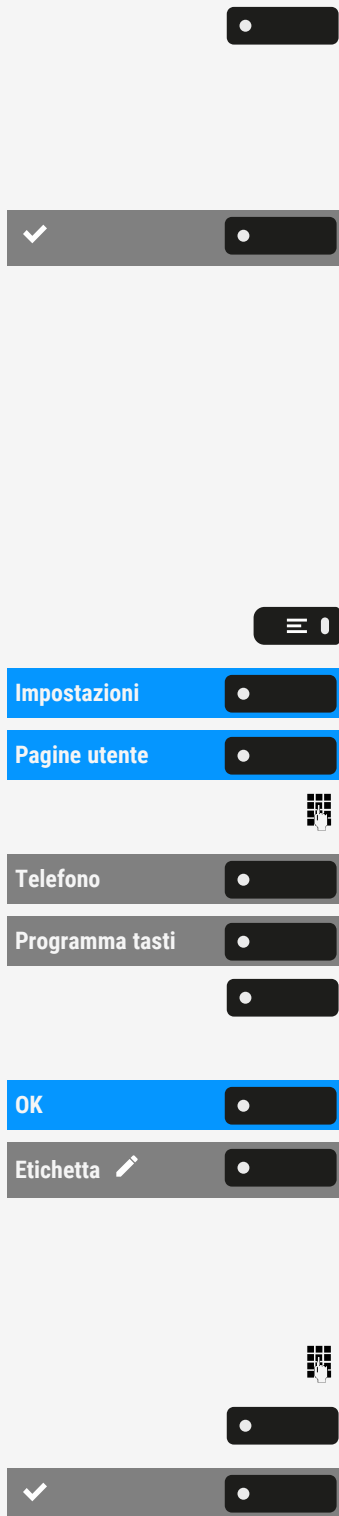 Impostazioni
Pagine utente
Telefono
Programma tasti
OK
Etichetta